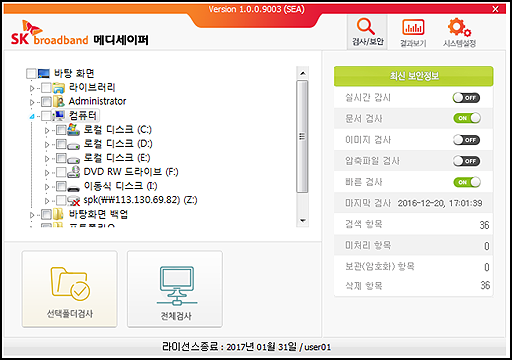 Version 1.0.0.9003 (SEA)
SK broadband 메디세이퍼
검사/보안
결과보기
시스템설정
바탕 화면
라이브러리
Administrator
컴퓨터
로컬 디스크 (C:)
로컬 디스크 (D:)
로컬 디스크 (E:)
DVD RW 드라이브 (F:)
이동식 디스크 (I:)
spk(₩₩113.130.69.82) (Z:)
바탕화면 백업
포트폴리오
최신 보안정보
실시간 감시 OFF
문서 검사 ON
이미지 검사 OFF
압축파일 검사 OFF
빠른 검사 ON
마지막 검사 2016-12-20, 17:01:39
검색 항목 36
미처리 항목 0
보관(암호화) 항목 0
삭제 항목 36
선택폴더검사
전체검사
라이선스종료 : 2017년 01월 31일 / user01